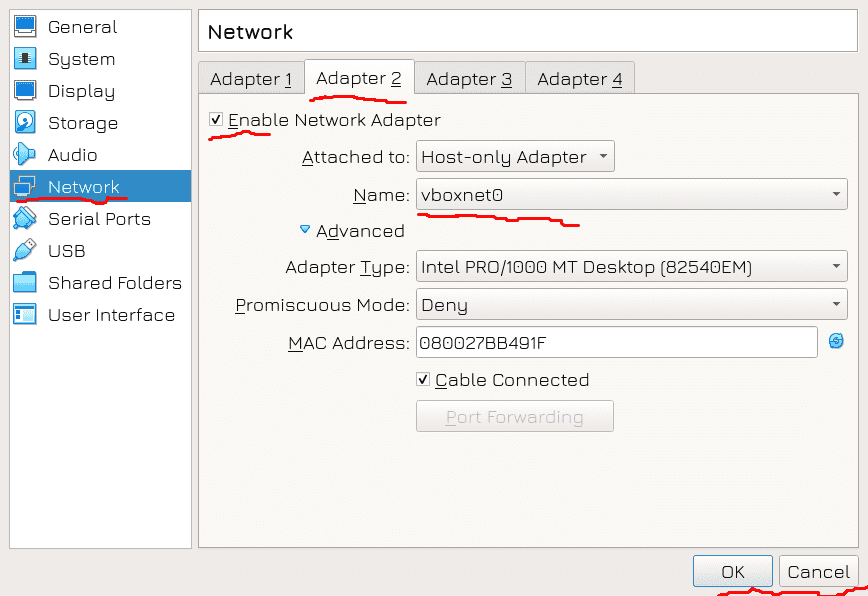 General
System
Display
Storage
Audio
Network
Serial Ports
USB
Shared Folders
User Interface
Network
Adapter 1 Adapter 2 Adapter 3 Adapter 4
Enable Network Adapter
Attached to: Host-only Adapter
Name: vboxnet0
Advanced
Adapter Type: Intel PRO/1000 MT Desktop (82540EM)
Promiscuous Mode: Deny
MAC Address: 080027BB491F
Cable Connected
Port Forwarding
OK Cancel